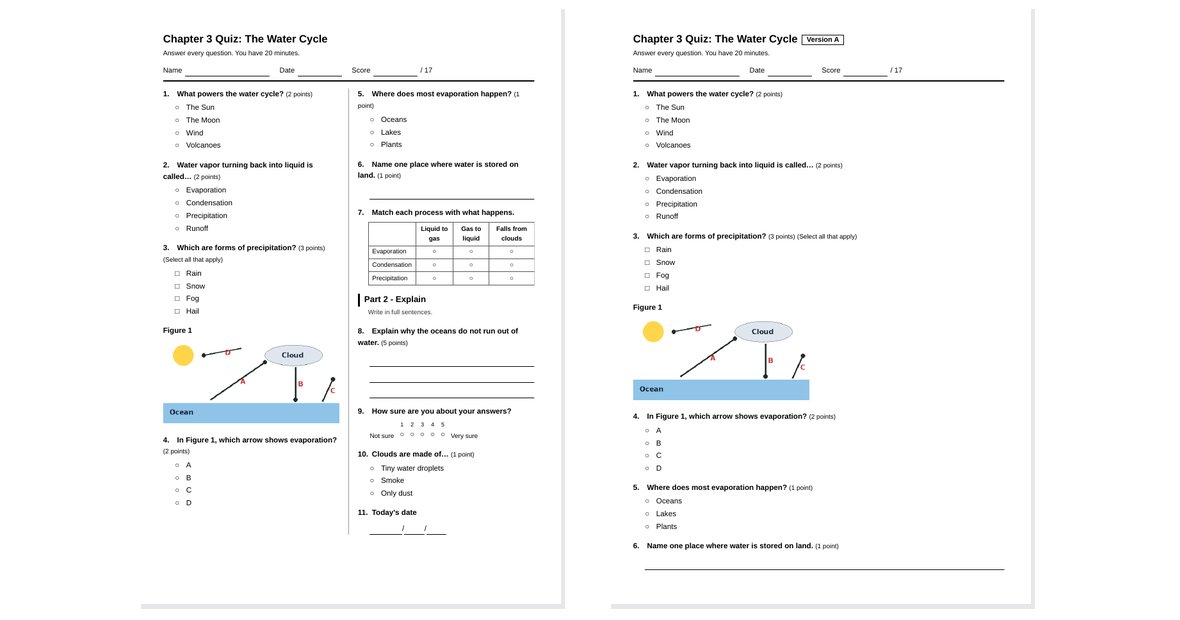 Chapter 3 Quiz: The Water Cycle
Answer every question. You have 20 minutes.
Name Date Score / 17
1. What powers the water cycle? (2 points)
○ The Sun
○ The Moon
○ Wind
○ Volcanoes
2. Water vapor turning back into liquid is
called… (2 points)
○ Evaporation
○ Condensation
○ Precipitation
○ Runoff
3. Which are forms of precipitation? (3 points)
(Select all that apply)
□ Rain
□ Snow
□ Fog
□ Hail
Figure 1
D
Cloud
A
B
C
Ocean
4. In Figure 1, which arrow shows evaporation?
(2 points)
○ A
○ B
○ C
○ D
5. Where does most evaporation happen? (1
point)
○ Oceans
○ Lakes
○ Plants
6. Name one place where water is stored on
land. (1 point)
7. Match each process with what happens.
Liquid to gas Gas to liquid Falls from clouds
Evaporation ○ ○ ○
Condensation ○ ○ ○
Precipitation ○ ○ ○
Part 2 - Explain
Write in full sentences.
8. Explain why the oceans do not run out of
water. (5 points)
9. How sure are you about your answers?
1 2 3 4 5
Not sure ○ ○ ○ ○ ○ Very sure
10. Clouds are made of… (1 point)
○ Tiny water droplets
○ Smoke
○ Only dust
11. Today's date
/ /
Chapter 3 Quiz: The Water Cycle Version A
Answer every question. You have 20 minutes.
Name Date Score / 17
1. What powers the water cycle? (2 points)
○ The Sun
○ The Moon
○ Wind
○ Volcanoes
2. Water vapor turning back into liquid is called… (2 points)
○ Evaporation
○ Condensation
○ Precipitation
○ Runoff
3. Which are forms of precipitation? (3 points) (Select all that apply)
□ Rain
□ Snow
□ Fog
□ Hail
Figure 1
D
Cloud
A
B
C
Ocean
4. In Figure 1, which arrow shows evaporation? (2 points)
○ A
○ B
○ C
○ D
5. Where does most evaporation happen? (1 point)
○ Oceans
○ Lakes
○ Plants
6. Name one place where water is stored on land. (1 point)